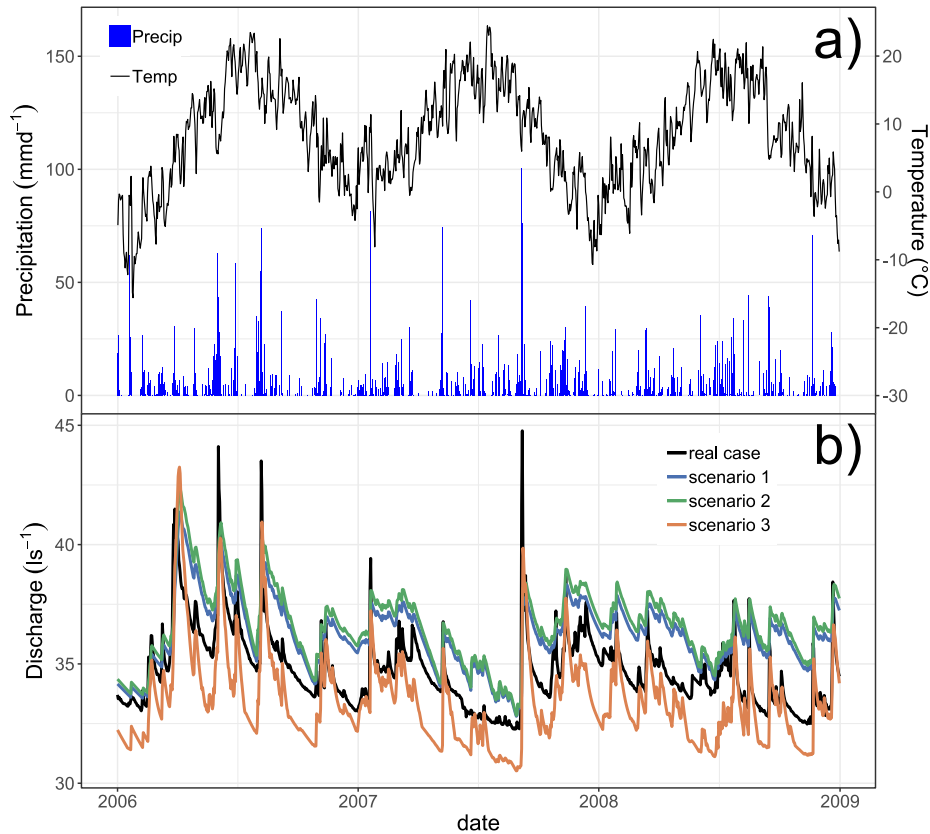 a)
Precip
Temp
150
100
50
0
Precipitation (mmd⁻¹)
20
10
0
-10
-20
-30
Temperature (°C)
b)
real case
scenario 1
scenario 2
scenario 3
45
40
35
30
Discharge (ls⁻¹)
2006
2007
2008
2009
date